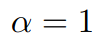 α = 1